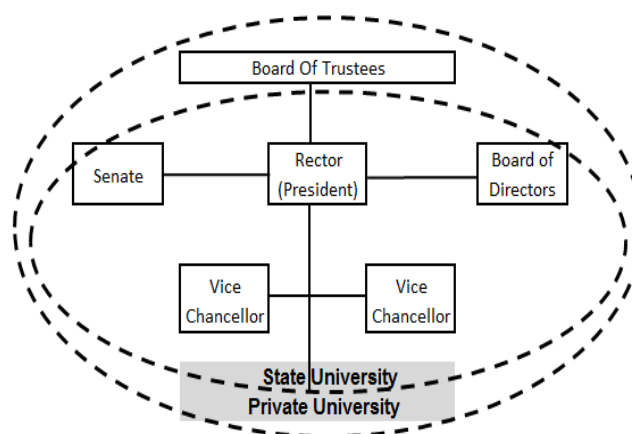 Board Of Trustees
Senate
Rector
(President)
Board of
Directors
Vice
Chancellor
Vice
Chancellor
State University
Private University